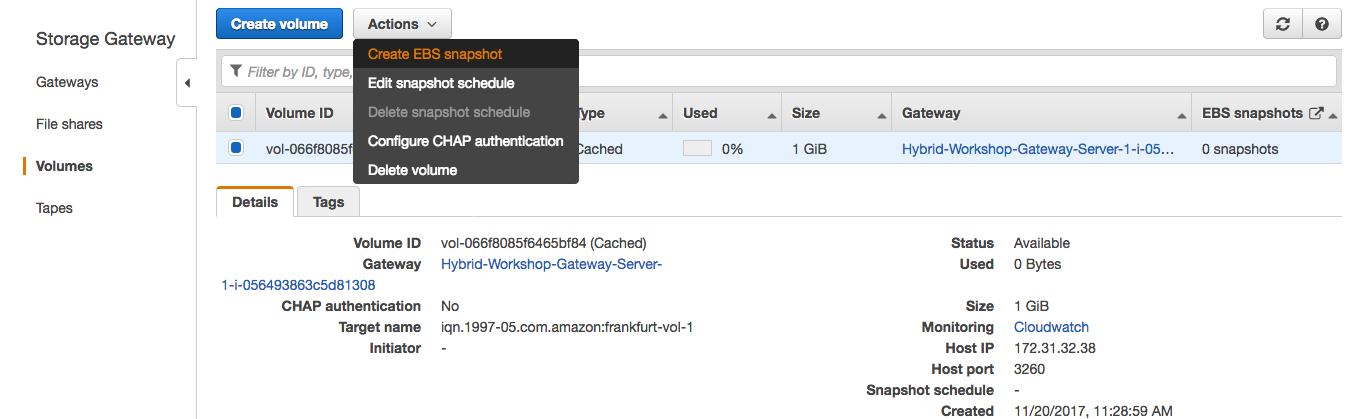 Storage Gateway
Gateways
File shares
Volumes
Tapes
Create volume
Actions
Create EBS snapshot
Edit snapshot schedule
Delete snapshot schedule
Configure CHAP authentication
Delete volume
Filter by ID, type,
Volume ID Type Used Size Gateway EBS snapshots
vol-066f8085f Cached 0% 1 GiB Hybrid-Workshop-Gateway-Server-1-i-05... 0 snapshots
Details Tags
Volume ID vol-066f8085f6465bf84 (Cached)
Gateway Hybrid-Workshop-Gateway-Server-
1-i-056493863c5d81308
CHAP authentication No
Target name iqn.1997-05.com.amazon:frankfurt-vol-1
Initiator -
Status Available
Used 0 Bytes
Size 1 GiB
Monitoring Cloudwatch
Host IP 172.31.32.38
Host port 3260
Snapshot schedule -
Created 11/20/2017, 11:28:59 AM